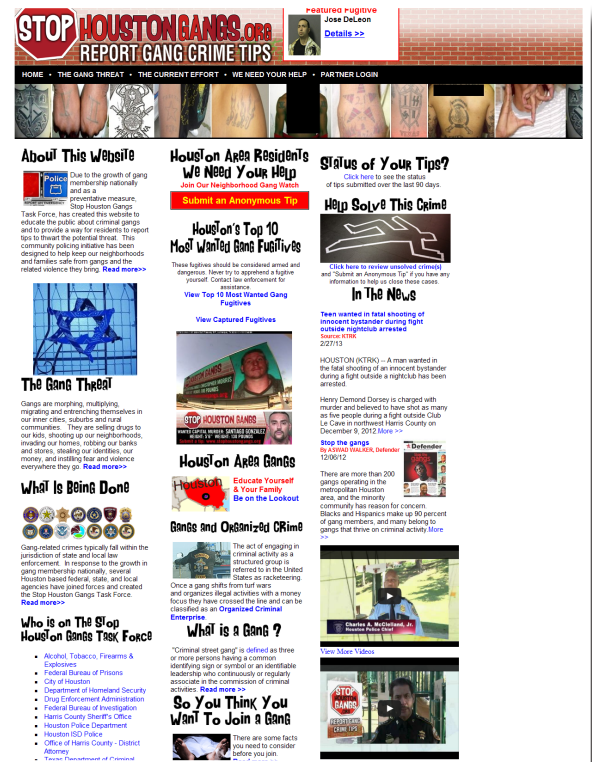 STOP HOUSTONGANGS.ORG
REPORT GANG CRIME TIPS
Featured Fugitive
Jose DeLeon
Details >>
HOME • THE GANG THREAT • THE CURRENT EFFORT • WE NEED YOUR HELP • PARTNER LOGIN
About This Website
Police
Due to the growth of gang
membership nationally
and as a
preventative measure,
Stop Houston Gangs
Task Force, has created this website to
educate the public about criminal gangs
and to provide a way for residents to report
tips to thwart the potential threat. This
community policing initiative has been
designed to help keep our neighborhoods
and families safe from gangs and the
related violence they bring. Read more>>
The Gang Threat
Gangs are morphing, multiplying,
migrating and entrenching themselves in
our inner cities, suburbs and rural
communities. They are selling drugs to
our kids, shooting up our neighborhoods,
invading our homes, robbing our banks
and stores, stealing our identities, our
money, and instilling fear and violence
everywhere they go. Read more>>
What Is Being Done
Gang-related crimes typically fall within the
jurisdiction of state and local law
enforcement. In response to the growth in
gang membership nationally, several
Houston based federal, state, and local
agencies have joined forces and created
the Stop Houston Gangs Task Force.
Read more>>
Who is on The Stop
Houston Gangs Task Force
Alcohol, Tobacco, Firearms &
Explosives
Federal Bureau of Prisons
City of Houston
Department of Homeland Security
Drug Enforcement Administration
Federal Bureau of Investigation
Harris County Sheriff's Office
Houston Police Department
Houston ISD Police
Office of Harris County - District
Attorney
Texas Department of Criminal
Houston Area Residents
We Need Your Help
Join Our Neighborhood Gang Watch
Submit an Anonymous Tip
Houston's Top 10
Most Wanted Gang Fugitives
These fugitives should be considered armed and
dangerous. Never try to apprehend a fugitive
yourself. Contact law enforcement for
assistance.
View Top 10 Most Wanted Gang
Fugitives
View Captured Fugitives
STOP HOUSTON GANGS
WANTED CAPITAL MURDER: SANTIAGO GONZALEZ
Houston Area Gangs
Houston
Educate Yourself
& Your Family
Be on the Lookout
Gangs and Organized CRime
The act of engaging in
criminal activity as a
structured group is
referred to in the United
States as racketeering.
Once a gang shifts from turf wars
and organizes illegal activities with a money
focus they have crossed the line and can be
classified as an Organized Criminal
Enterprise.
What is a Gang ?
"Criminal street gang" is defined as three
or more persons having a common
identifying sign or symbol or an identifiable
leadership who continuously or regularly
associate in the commission of criminal
activities. Read more >>
So You Think You
Want To Join a Gang
There are some facts
you need to consider
before you join.
Status of Your Tips?
Click here to see the status
of tips submitted over the last 90 days.
Help Solve This Crime
Click here to review unsolved crime(s)
and "Submit an Anonymous Tip" if you have any
information to help us close these cases.
In The News
Teen wanted in fatal shooting of
innocent bystander during fight
outside nightclub arrested
Source: KTRK
2/27/13
HOUSTON (KTRK) -- A man wanted in
the fatal shooting of an innocent bystander
during a fight outside a nightclub has been
arrested.
Henry Demond Dorsey is charged with
murder and believed to have shot as many
as five people during a fight outside Club
Le Cave in northwest Harris County on
December 9, 2012 More >>
Stop the gangs
By ASWAD WALKER, Defender
12/06/12
Defender
There are more than 200
gangs operating in the
metropolitan Houston
area, and the minority
community has reason for concern.
Blacks and Hispanics make up 90 percent
of gang members, and many belong to
gangs that thrive on criminal activity.More
>>
Charles A. McClelland, Jr.
Houston Police Chief
View More Videos
STOP
HOUSTON
GANGS.
REPORT GANG
CRIME TIPS